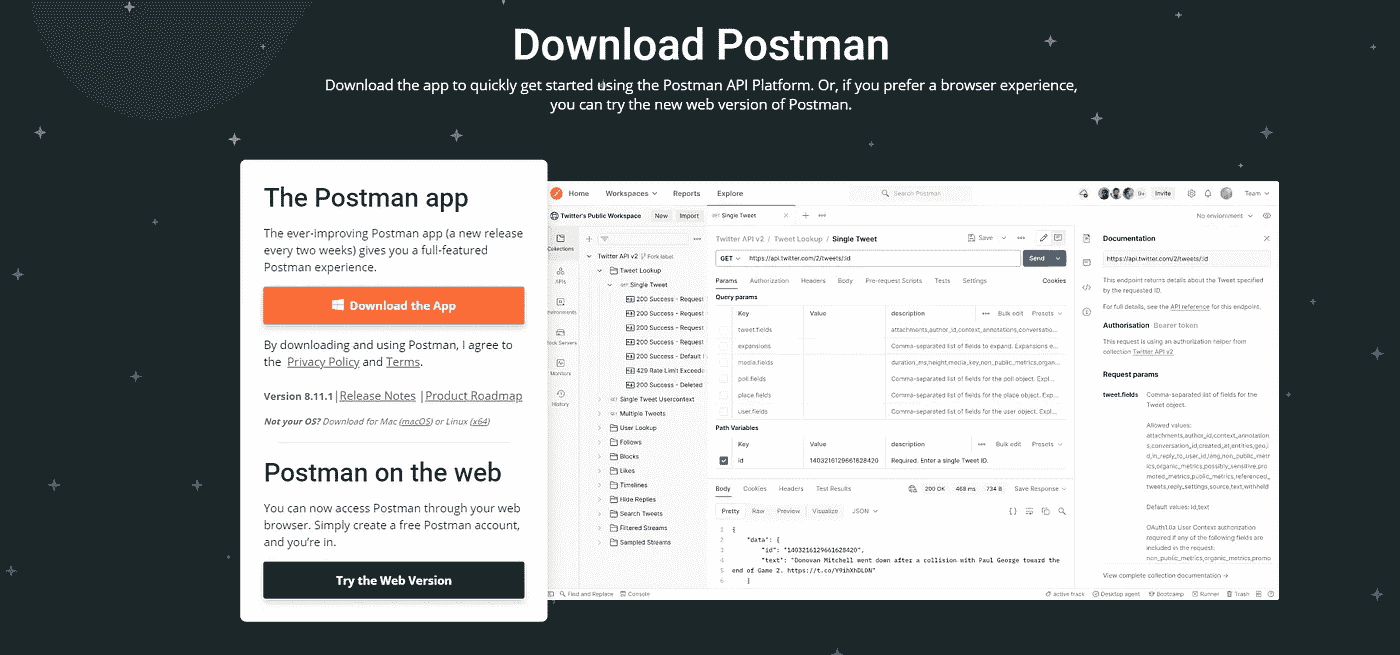 Download Postman
Download the app to quickly get started using the Postman API Platform. Or, if you prefer a browser experience,
you can try the new web version of Postman.
The Postman app
The ever-improving Postman app (a new release
every two weeks) gives you a full-featured
Postman experience.
Download the App
By downloading and using Postman, I agree to
the Privacy Policy and Terms.
Version 8.11.1 | Release Notes | Product Roadmap
Not your OS? Download for Mac (macOS) or Linux (x64)
Postman on the web
You can now access Postman through your web
browser. Simply create a free Postman account,
and you're in.
Try the Web Version
Home Workspaces Reports Explore
Search Postman
9+ Invite Team
Twitter's Public Workspace New Import
GET Single Tweet
No environment
Collections
APIs
Mock Servers
Monitors
History
Twitter API v2 Fork label
Tweet Lookup
Single Tweet
200 Success - Request
200 Success - Request
200 Success - Request
200 Success - Request
200 Success - Default
429 Rate Limit Exceede
200 Success - Deleted
GET Single Tweet Usercontext
GET Multiple Tweets
User Lookup
Follows
Blocks
Likes
Timelines
Hide Replies
Search Tweets
Filtered Streams
Sampled Streams
Twitter API v2 / Tweet Lookup / Single Tweet
Save
GET https://api.twitter.com/2/tweets/:id
Send
Params Authorization Headers Body Pre-request Scripts Tests Settings Cookies
Query params
Key Value description Bulk edit Presets
tweet.fields attachments,author_id,context_annotations,conversatio...
expansions Comma-separated list of fields to expand. Expansions e...
media.fields duration_ms,height,media_key,non_public_metrics,organ...
poll.fields Comma-separated list of fields for the poll object. Expl...
place.fields Comma-separated list of fields for the place object. Ex...
user.fields Comma-separated list of fields for the user object. Exp...
Path Variables
Key Value description Bulk edit Presets
id 1403216129661628420 Required. Enter a single Tweet ID.
Body Cookies Headers Test Results
200 OK 468 ms 734 B Save Response
Pretty Raw Preview Visualize JSON
1 {
2 "data": {
3 "id": "1403216129661628420",
4 "text": "Donovan Mitchell went down after a collision with Paul George toward the
5 end of Game 2. https://t.co/Y9ihXhDLDN"
6 }
Documentation
https://api.twitter.com/2/tweets/:id
This endpoint returns details about the Tweet specified
by the requested ID.
For full details, see the API reference for this endpoint.
Authorisation Bearer token
This request is using an authorization helper from
collection Twitter API v2
Request params
tweet.fields Comma-separated list of fields for the
Tweet object.
Allowed values:
attachments,author_id,context_annotation
s,conversation_id,created_at,entities,geo,i
d,in_reply_to_user_id,lang,non_public_metr
ics,organic_metrics,possibly_sensitive,pro
moted_metrics,public_metrics,referenced_
tweets,reply_settings,source,text,withheld
Default values: id,text
OAuth1.0a User Context authorization
required if any of the following fields are
included in the request:
non_public_metrics,organic_metrics,promo
View complete collection documentation →
Find and Replace Console
active track Desktop agent Bootcamp Runner Trash